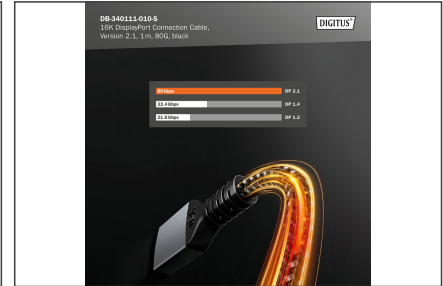 DB-340111-010-S
16K DisplayPort Connection Cable,
Version 2.1, 1 m, 80G, black
DIGITUS®
80 Gbps DP 2.1
32.4 Gbps DP 1.4
21.6 Gbps DP 1.2